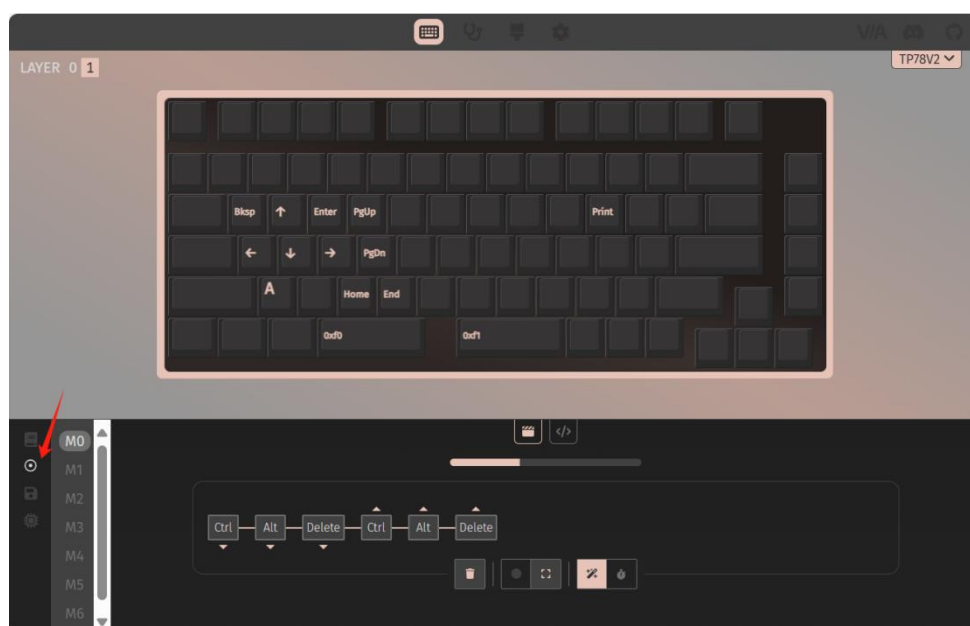 VIA
LAYER 0 1
TP78V2
Bksp ↑ Enter PgUp Print
← ↓ → PgDn
A Home End
0xf0 0xf1
M0
</>
M1
M2
M3
M4
M5
M6
Ctrl Alt Delete Ctrl Alt Delete